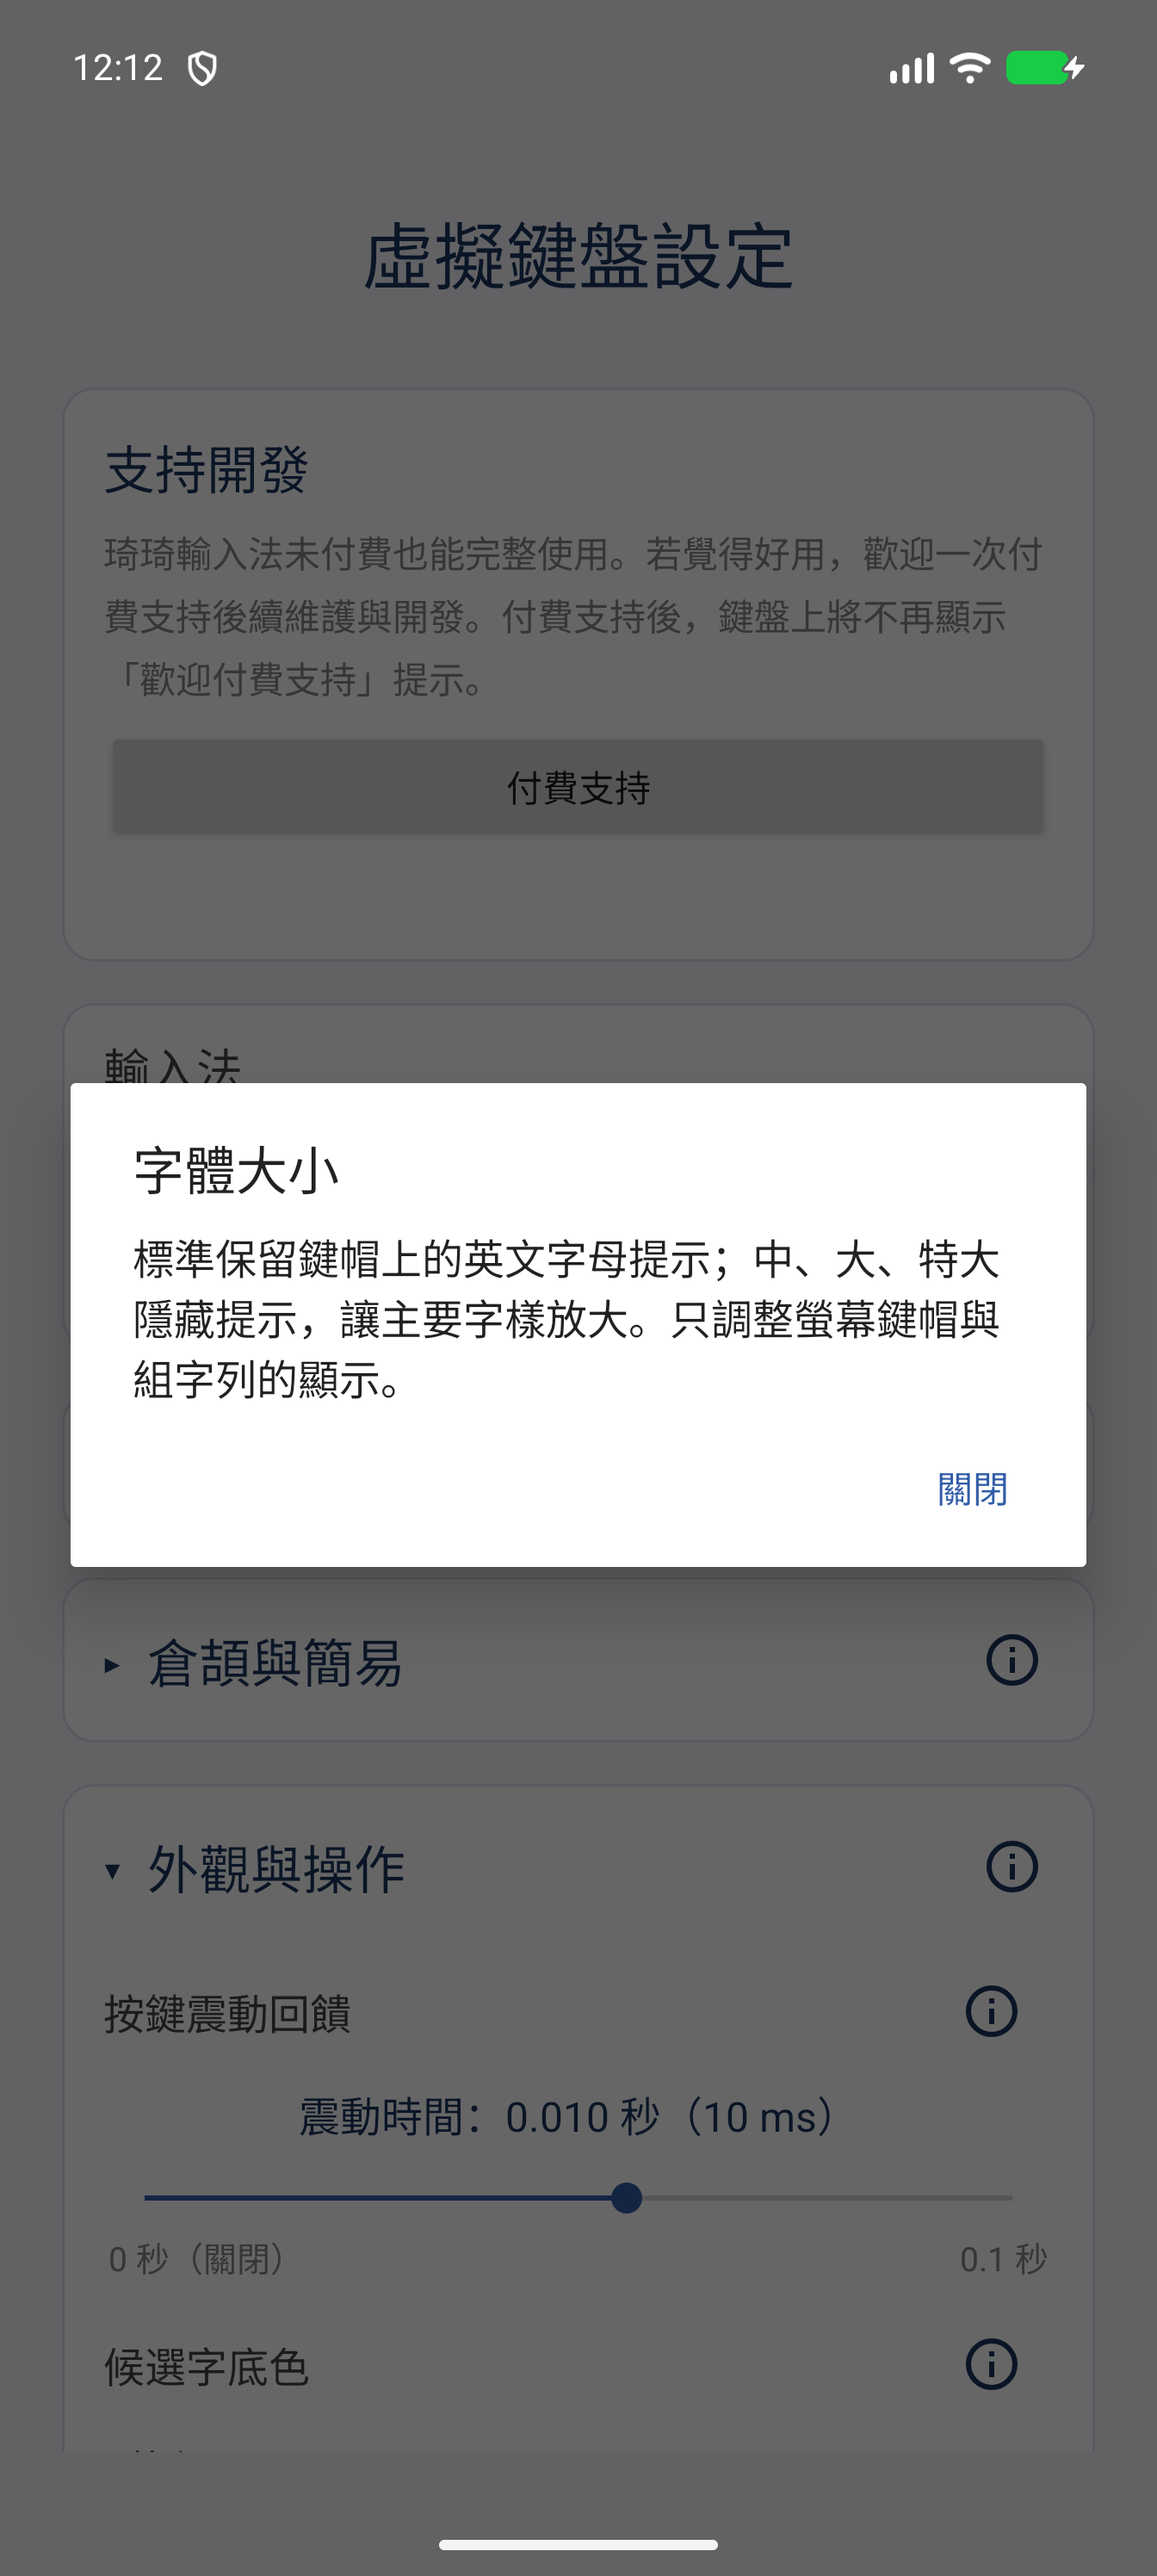 12:12
虛擬鍵盤設定
支持開發
琦琦輸入法未付費也能完整使用。若覺得好用，歡迎一次付
費支持後續維護與開發。付費支持後，鍵盤上將不再顯示
「歡迎付費支持」提示。
付費支持
輸入法
字體大小
標準保留鍵帽上的英文字母提示；中、大、特大
隱藏提示，讓主要字樣放大。只調整螢幕鍵帽與
組字列的顯示。
關閉
▸ 倉頡與簡易
▾ 外觀與操作
按鍵震動回饋
震動時間：0.010 秒（10 ms）
0 秒（關閉）
0.1 秒
候選字底色